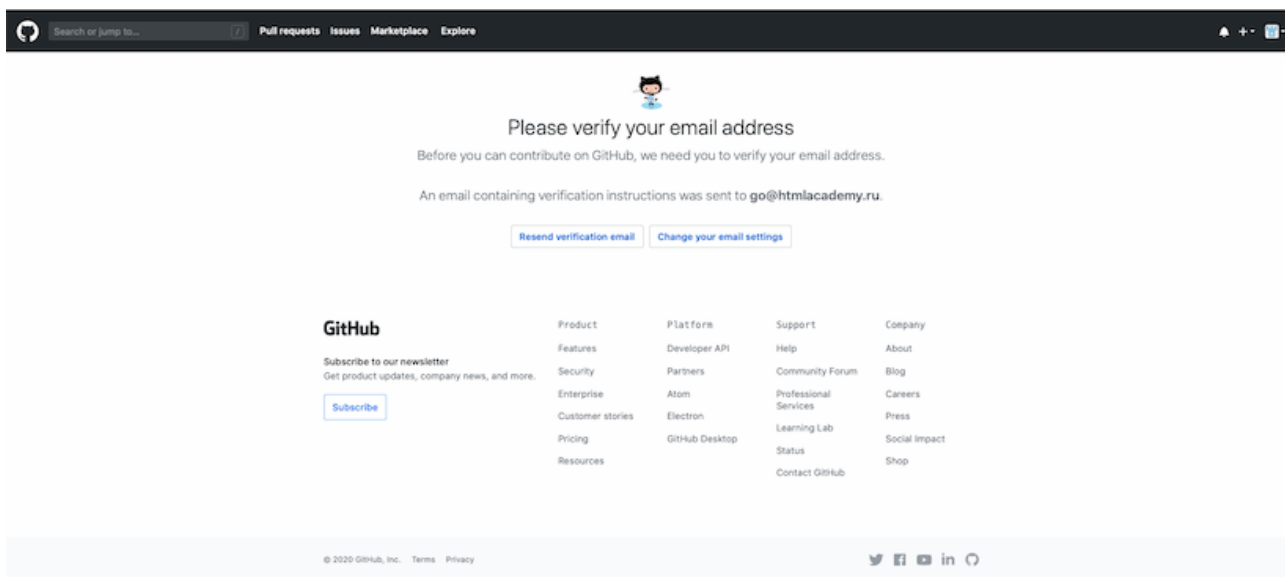 Search or jump to...
/
Pull requests Issues Marketplace Explore
Please verify your email address
Before you can contribute on GitHub, we need you to verify your email address.
An email containing verification instructions was sent to go@htmlacademy.ru.
Resend verification email
Change your email settings
GitHub
Subscribe to our newsletter
Get product updates, company news, and more.
Subscribe
Product
Features
Security
Enterprise
Customer stories
Pricing
Resources
Platform
Developer API
Partners
Atom
Electron
GitHub Desktop
Support
Help
Community Forum
Professional
Services
Learning Lab
Status
Contact GitHub
Company
About
Blog
Careers
Press
Social Impact
Shop
© 2020 GitHub, Inc. Terms Privacy